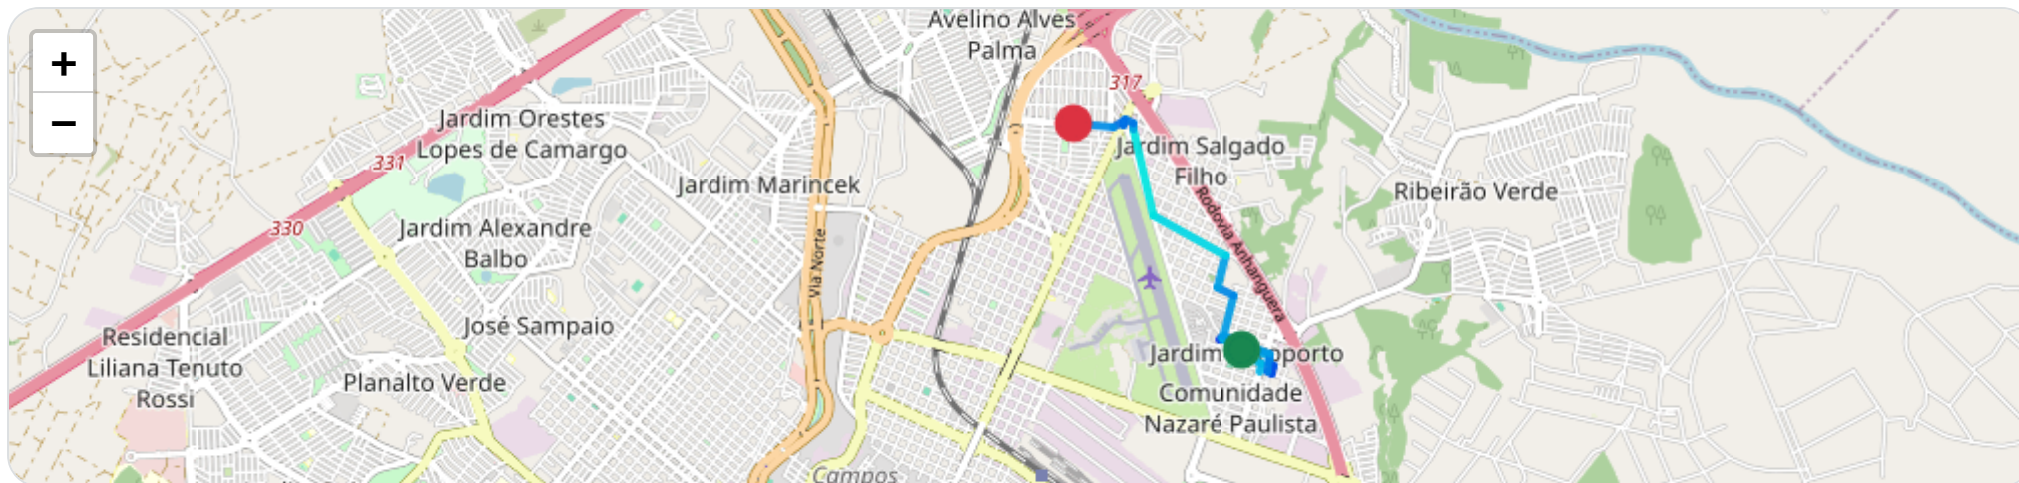 +
−
Avelino Alves
Palma
317
Jardim Orestes
Lopes de Camargo
331
Jardim Salgado
Filho
Jardim Marincek
Ribeirão Verde
330
Jardim Alexandre
Balbo
Via Norte
Rodovia Anhanguera
José Sampaio
Residencial
Liliana Tenuto
Rossi
Jardim
oporto
Planalto Verde
Comunidade
Nazaré Paulista
Campos